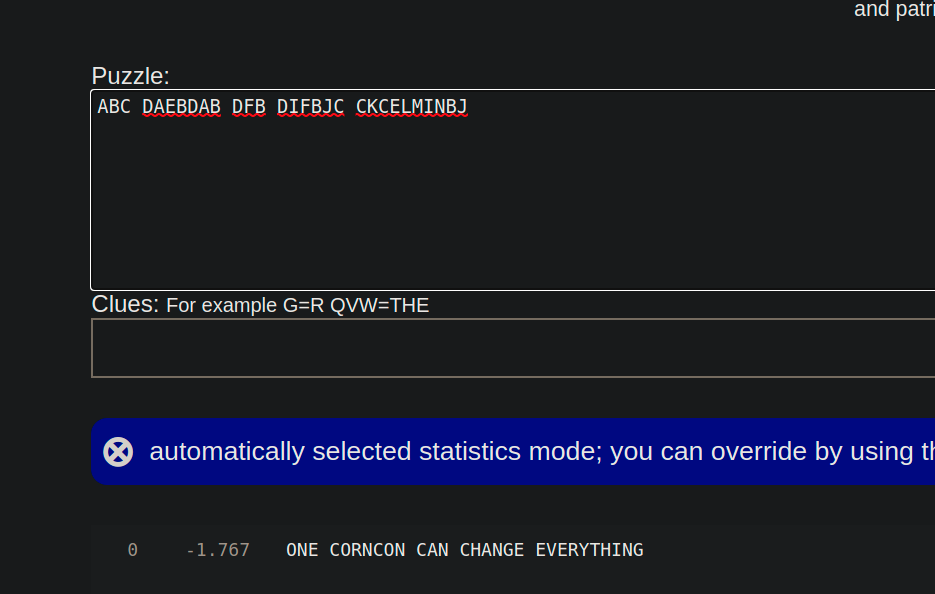 and patri
Puzzle:
ABC DAEBDAB DFB DIFBJC CKCELMINBJ
Clues: For example G=R QVW=THE
automatically selected statistics mode; you can override by using th
0 -1.767 ONE CORNCON CAN CHANGE EVERYTHING